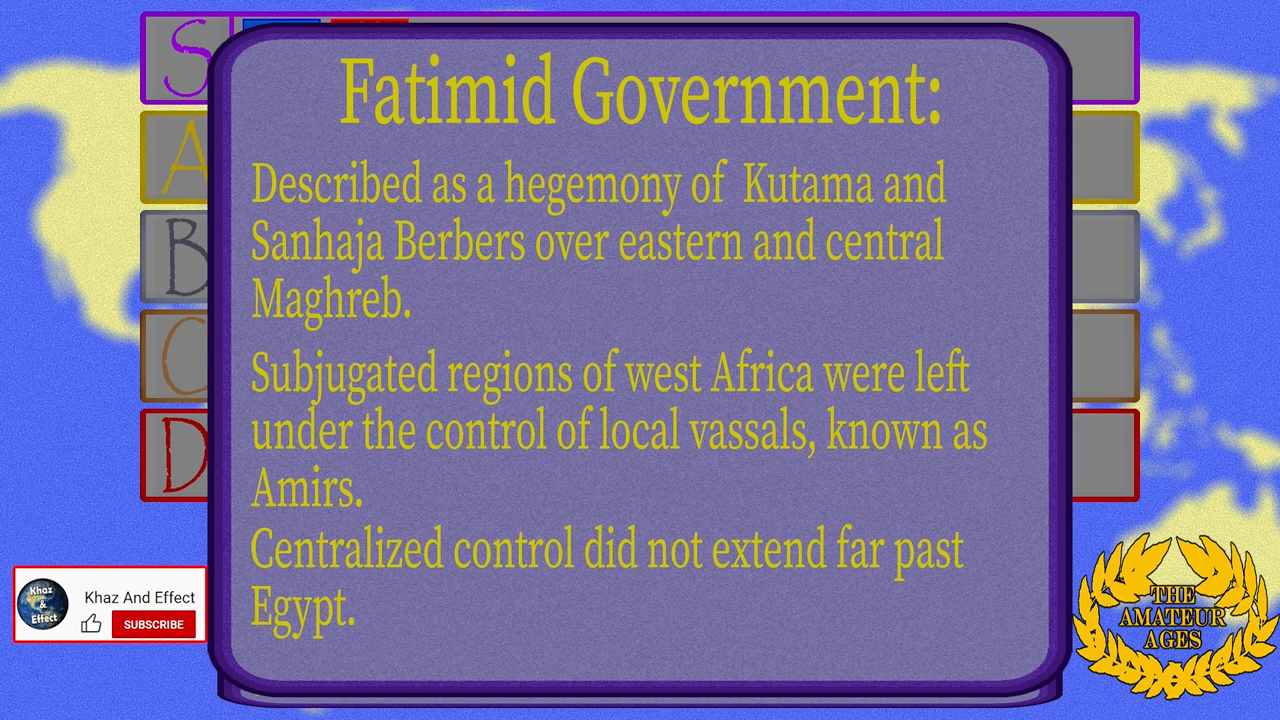 S
A
B
C
D
Fatimid Government:
Described as a hegemony of Kutama and
Sanhaja Berbers over eastern and central
Maghreb.
Subjugated regions of west Africa were left
under the control of local vassals, known as
Amirs.
Centralized control did not extend far past
Egypt.
Khaz
&
Effect
Khaz And Effect
SUBSCRIBE
THE
AMATEUR
AGES